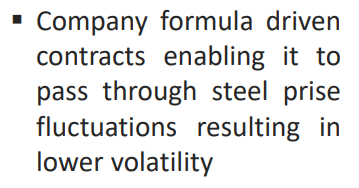 ▪ Company formula driven
contracts enabling it to
pass through steel prise
fluctuations resulting in
lower volatility